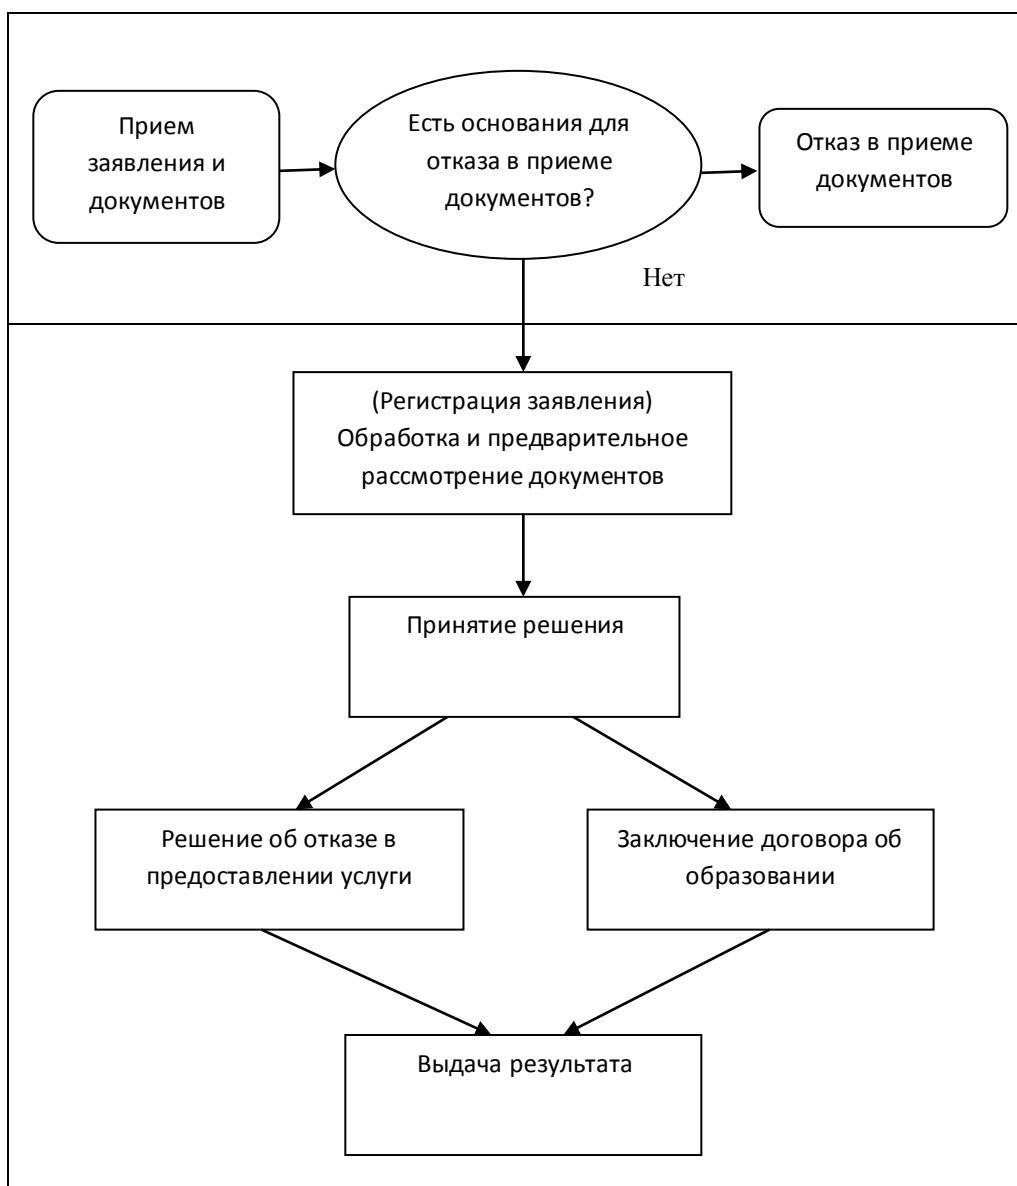 Прием
заявления и
документов
Есть основания для
отказа в приеме
документов?
Отказ в приеме
документов
Нет
(Регистрация заявления)
Обработка и предварительное
рассмотрение документов
Принятие решения
Решение об отказе в
предоставлении услуги
Заключение договора об
образовании
Выдача результата